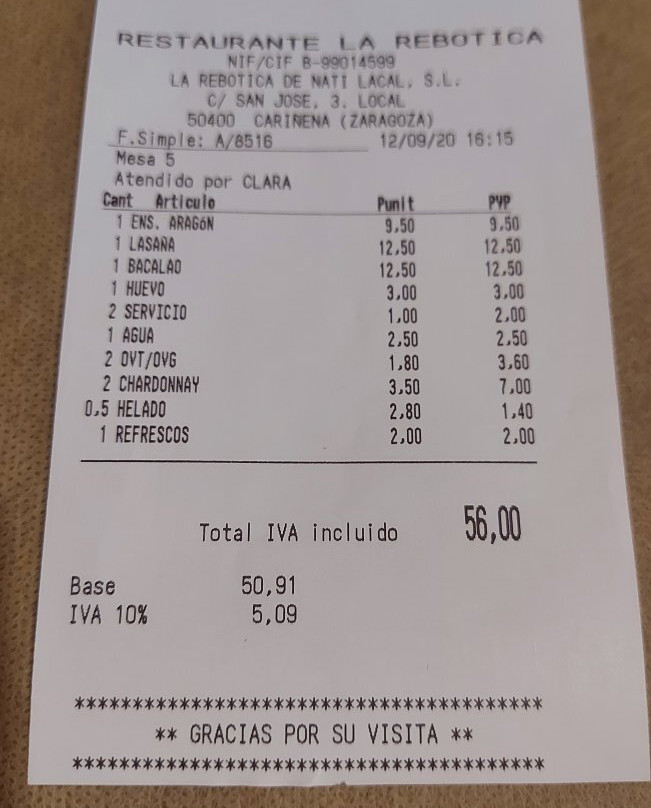 RESTAURANTE LA REBOTICA
NIF/CIF B-99014599
LA REBOTICA DE NATI LACAL, S.L.
C/ SAN JOSE, 3. LOCAL
50400 CARIÑENA (ZARAGOZA)
F.Simple: A/8516 12/09/20 16:15
Mesa 5
Atendido por CLARA
Cant Articulo Punit PVP
1 ENS. ARAGóN 9,50 9,50
1 LASAÑA 12,50 12,50
1 BACALAO 12,50 12,50
1 HUEVO 3,00 3,00
2 SERVICIO 1,00 2,00
1 AGUA 2,50 2,50
2 OVT/OVG 1,80 3,60
2 CHARDONNAY 3,50 7,00
0,5 HELADO 2,80 1,40
1 REFRESCOS 2,00 2,00
Total IVA incluido 56,00
Base 50,91
IVA 10% 5,09
****************************************
** GRACIAS POR SU VISITA **
****************************************